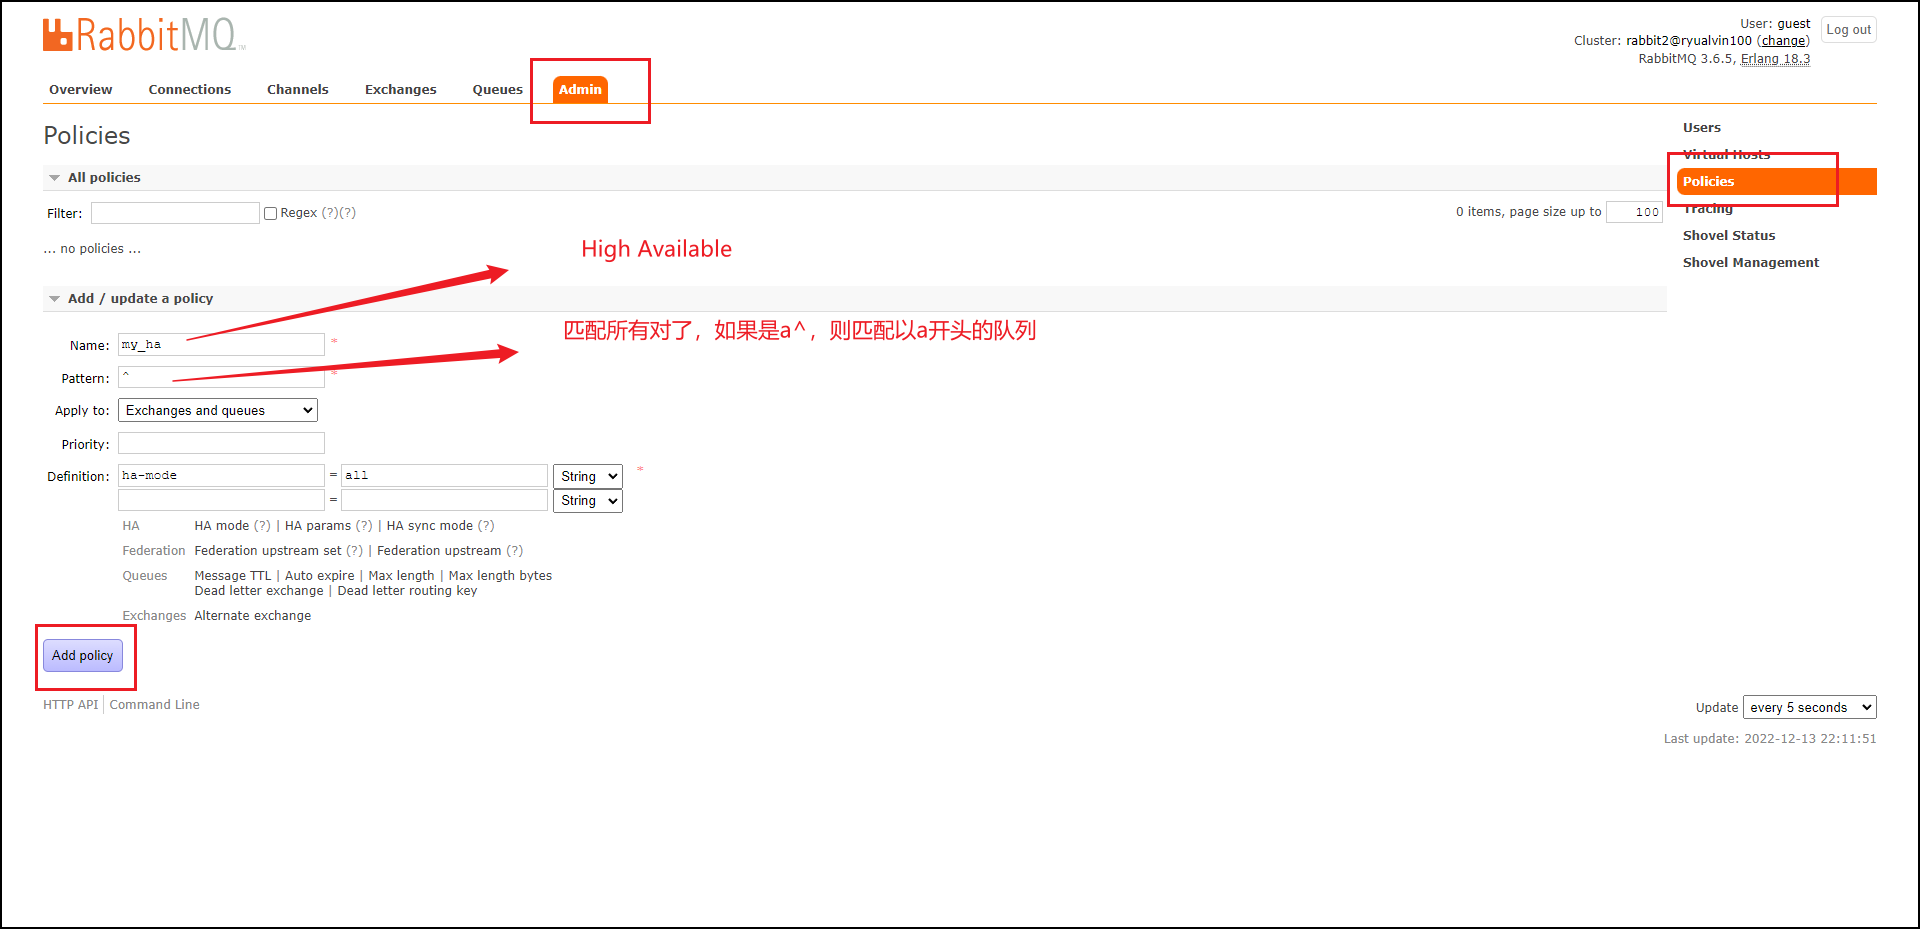 RabbitMQ™
User: guest
Log out
Cluster: rabbit2@ryualvin100 (change)
RabbitMQ 3.6.5, Erlang 18.3
Overview Connections Channels Exchanges Queues Admin
Policies
Users
Virtual Hosts
Policies
Tracing
Shovel Status
Shovel Management
All policies
Filter: Regex (?)(?)
0 items, page size up to 100
... no policies ...
High Available
Add / update a policy
匹配所有对了，如果是a^，则匹配以a开头的队列
Name: my_ha *
Pattern: ^ *
Apply to: Exchanges and queues
Priority:
Definition: ha-mode = all String *
= String
HA HA mode (?) | HA params (?) | HA sync mode (?)
Federation Federation upstream set (?) | Federation upstream (?)
Queues Message TTL | Auto expire | Max length | Max length bytes
Dead letter exchange | Dead letter routing key
Exchanges Alternate exchange
Add policy
HTTP API Command Line
Update every 5 seconds
Last update: 2022-12-13 22:11:51